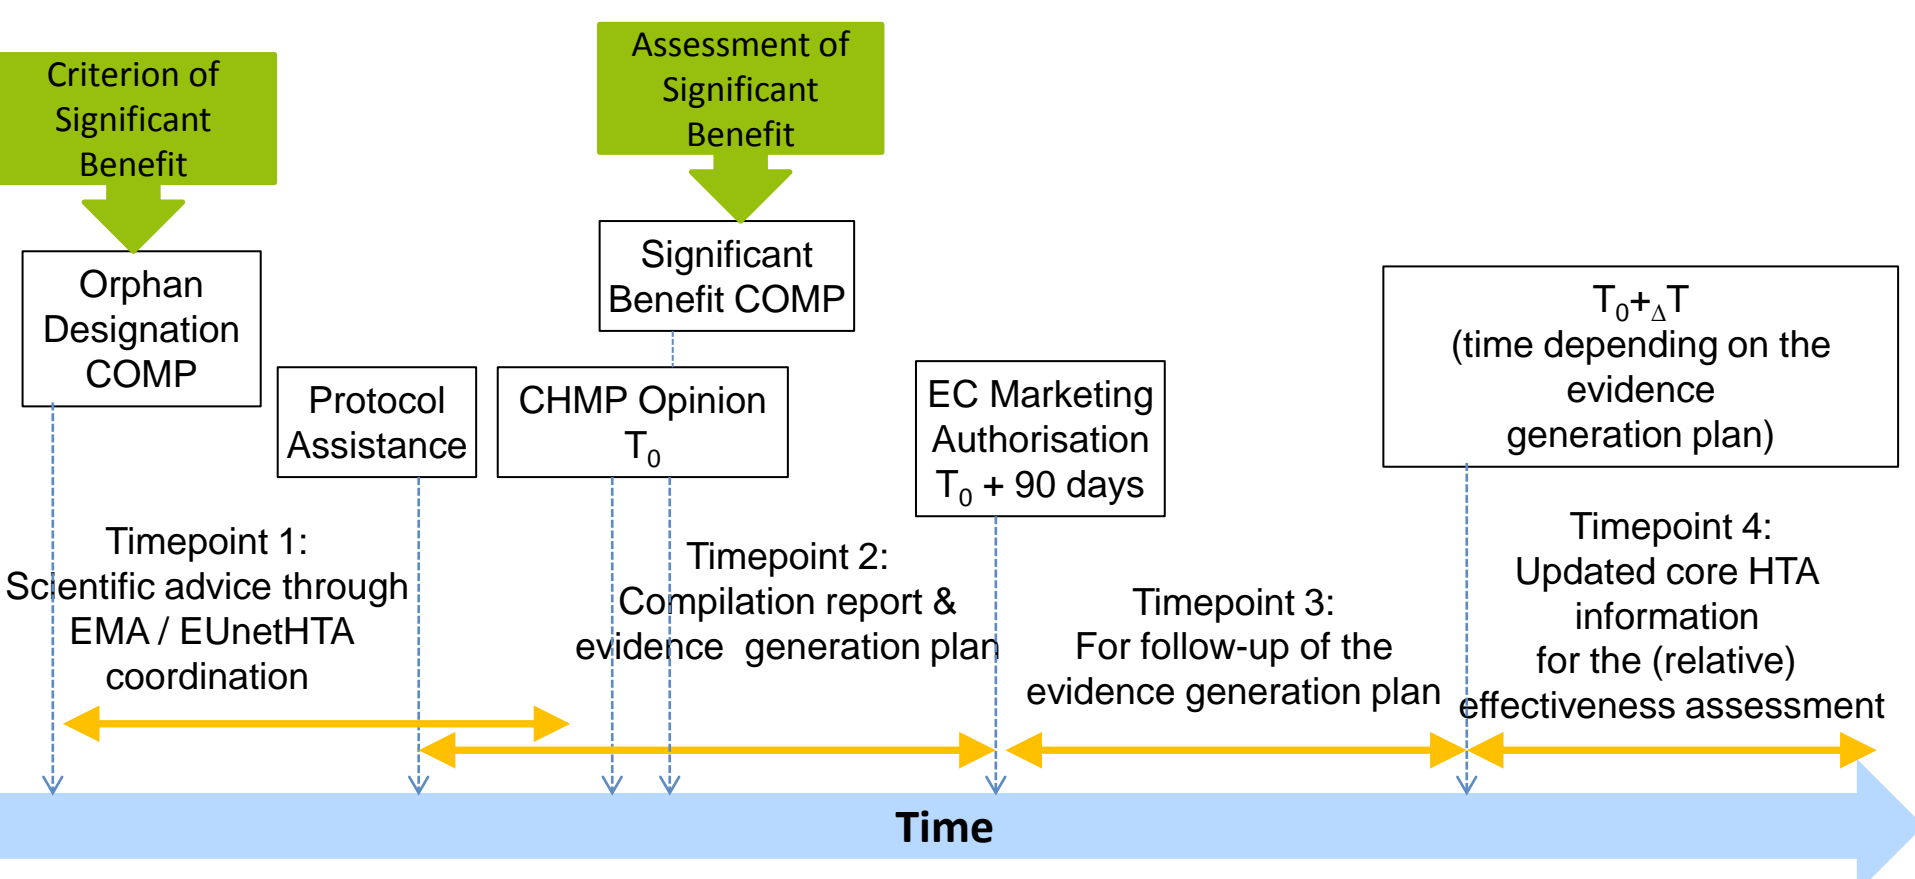 Criterion of
Significant
Benefit
Assessment of
Significant
Benefit
Orphan
Designation
COMP
Protocol
Assistance
Significant
Benefit COMP
CHMP Opinion
T0
EC Marketing
Authorisation
T0 + 90 days
T0+ΔT
(time depending on the
evidence
generation plan)
Timepoint 1:
Scientific advice through
EMA / EUnetHTA
coordination
Timepoint 2:
Compilation report &
evidence generation plan
Timepoint 3:
For follow-up of the
evidence generation plan
Timepoint 4:
Updated core HTA
information
for the (relative)
effectiveness assessment
Time